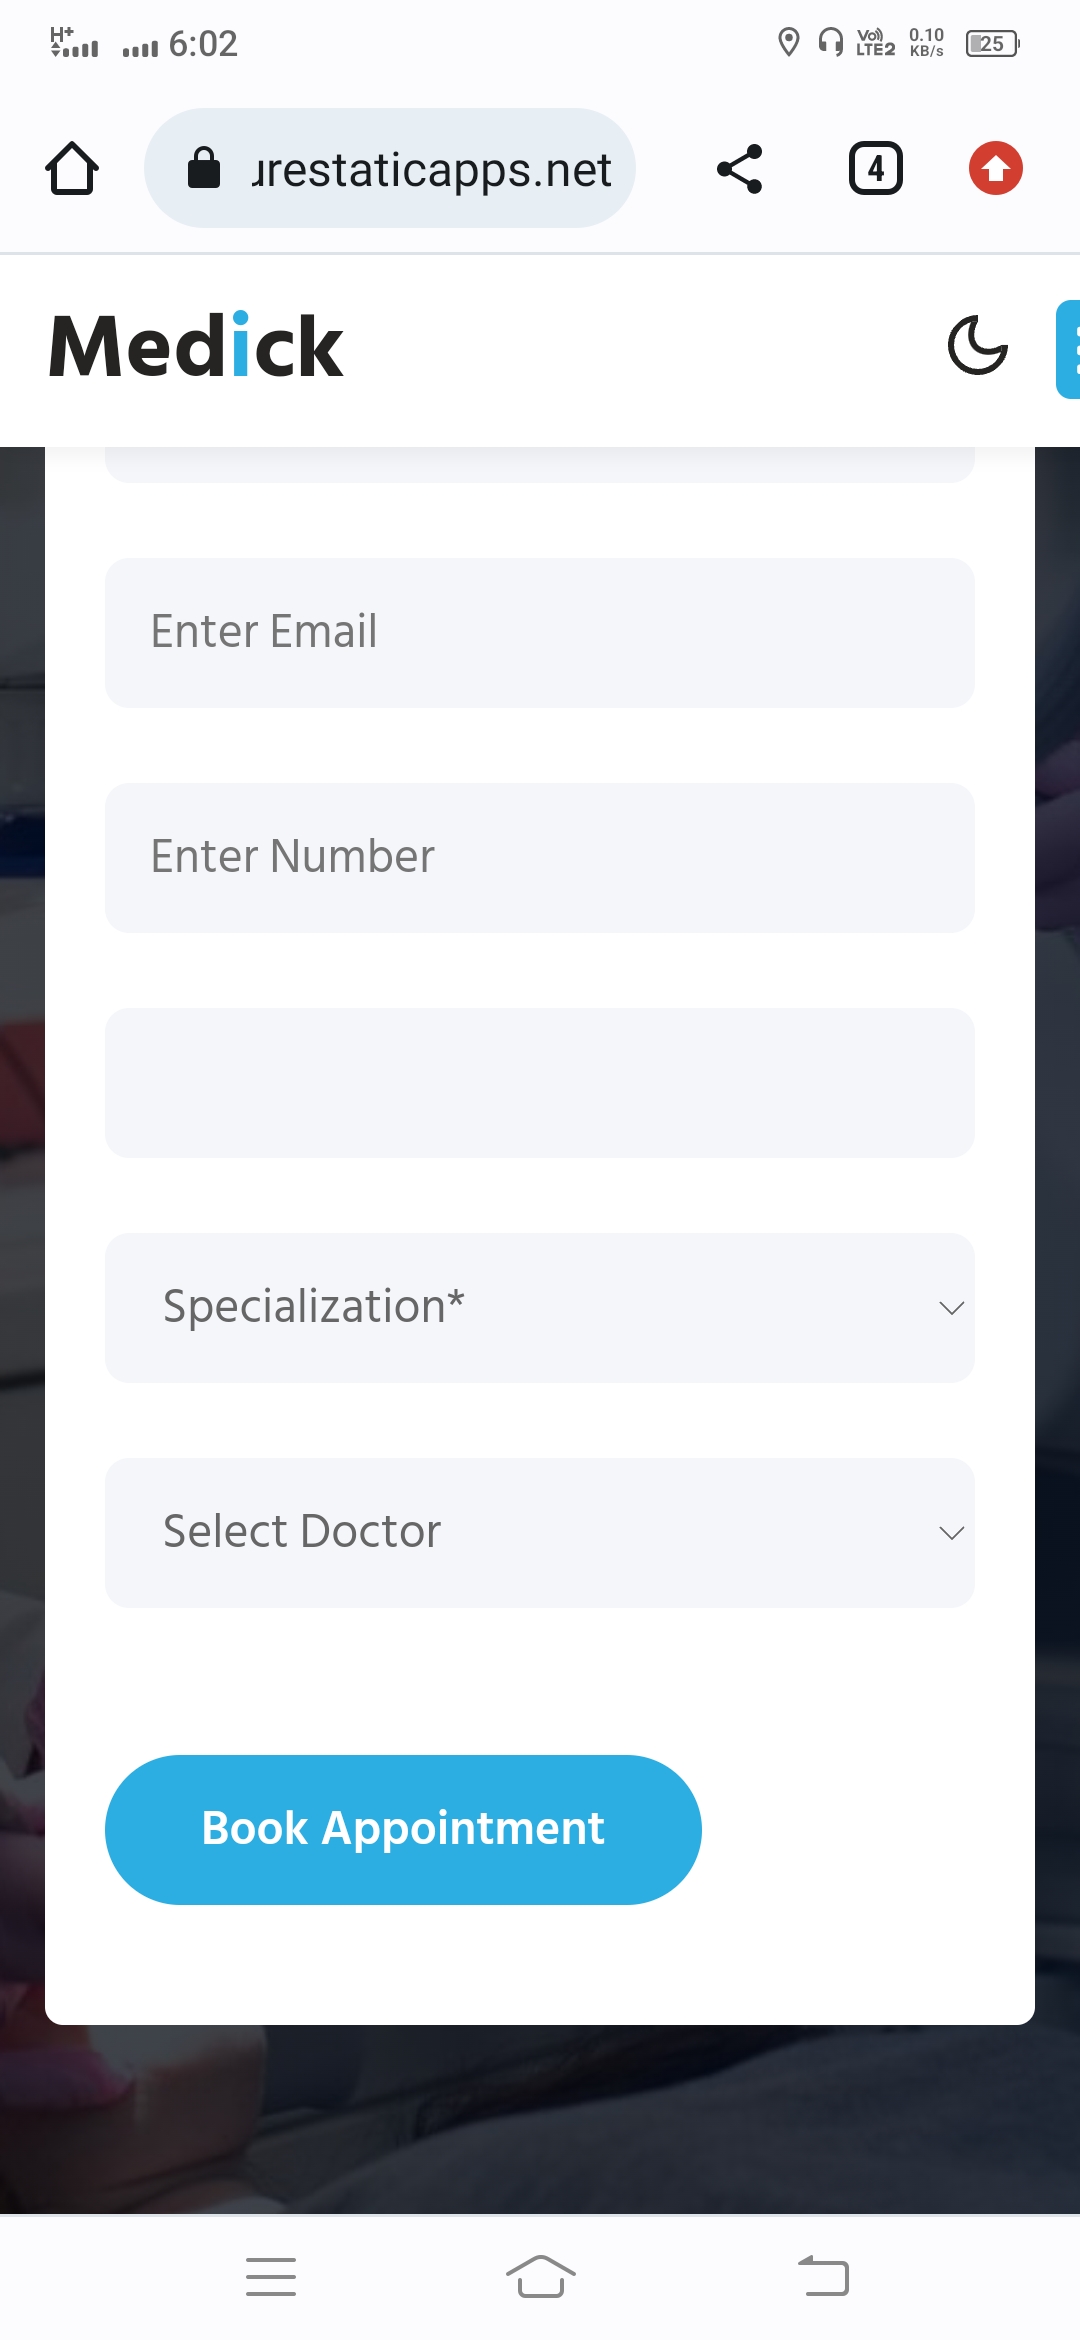 H+ 6:02 Vo)) LTE2 0.10 KB/s 25
urestaticapps.net 4
Medick
Enter Email
Enter Number
Specialization*
Select Doctor
Book Appointment